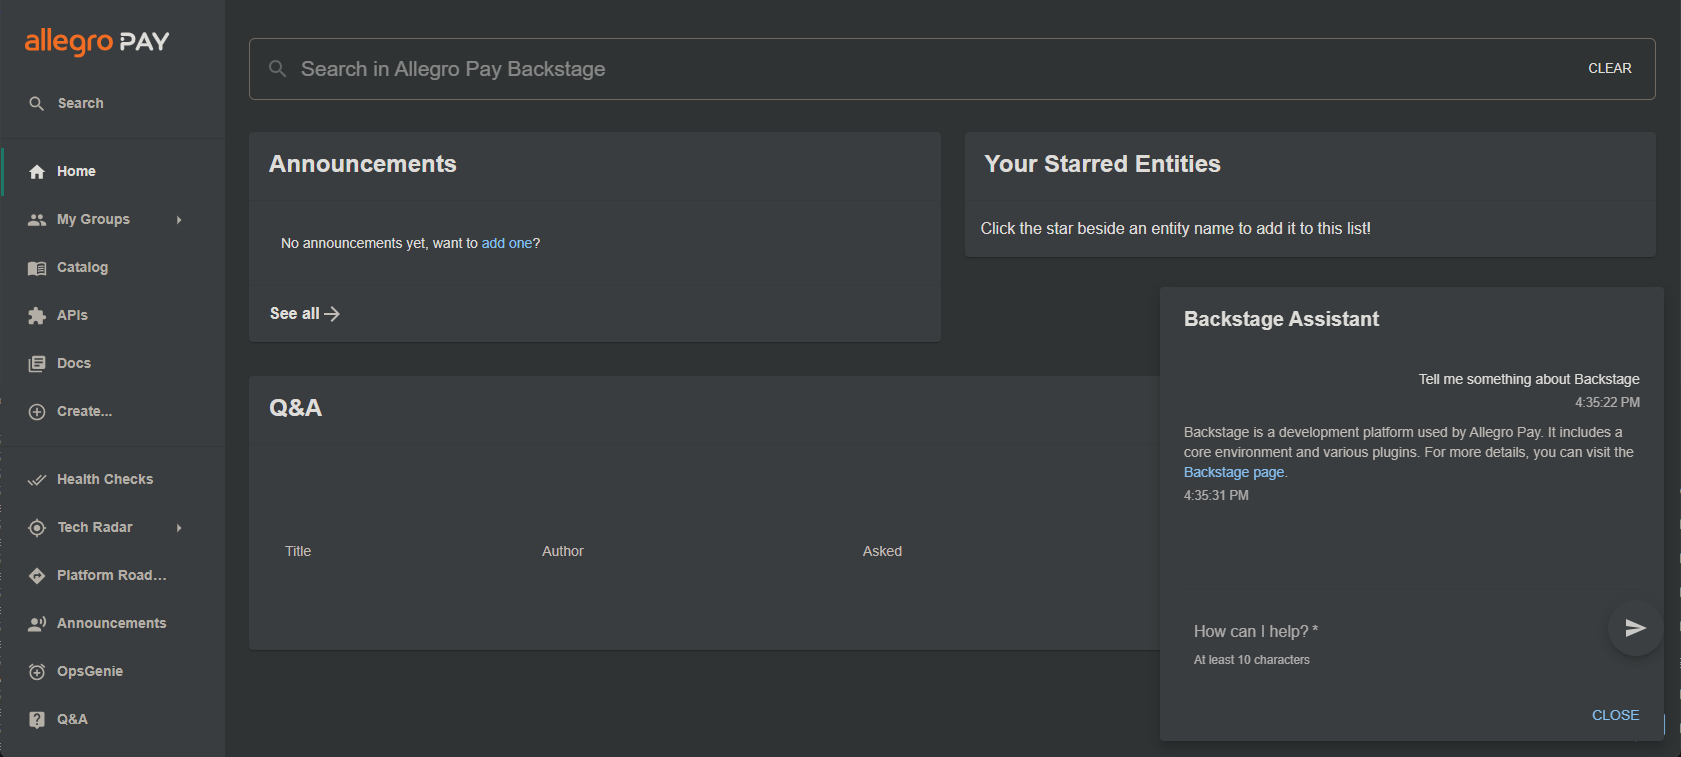 allegro PAY
Search
Home
My Groups
Catalog
APIs
Docs
Create...
Health Checks
Tech Radar
Platform Road...
Announcements
OpsGenie
Q&A
Search in Allegro Pay Backstage
CLEAR
Announcements
No announcements yet, want to add one?
See all
Your Starred Entities
Click the star beside an entity name to add it to this list!
Q&A
Title Author Asked
Backstage Assistant
Tell me something about Backstage
4:35:22 PM
Backstage is a development platform used by Allegro Pay. It includes a
core environment and various plugins. For more details, you can visit the
Backstage page.
4:35:31 PM
How can I help? *
At least 10 characters
CLOSE